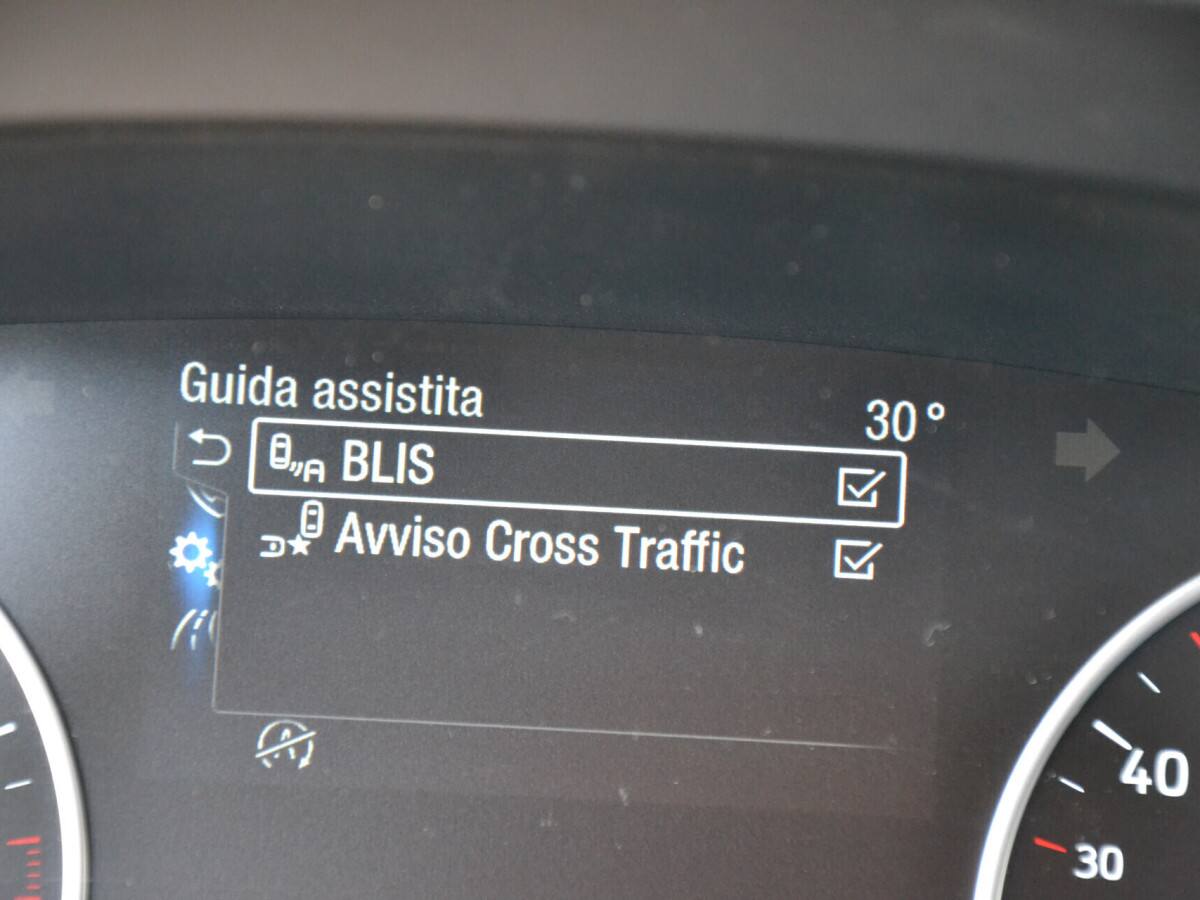 Guida assistita
30°
BLIS
Avviso Cross Traffic
40
30